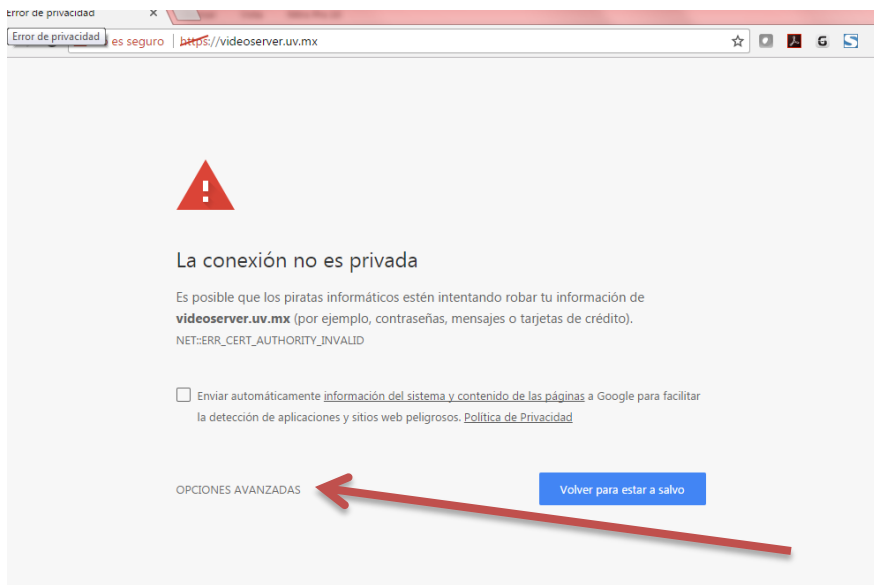 Error de privacidad
Error de privacidad
es seguro
https://videoserver.uv.mx
La conexión no es privada
Es posible que los piratas informáticos estén intentando robar tu información de
videoserver.uv.mx (por ejemplo, contraseñas, mensajes o tarjetas de crédito).
NET::ERR_CERT_AUTHORITY_INVALID
Enviar automáticamente información del sistema y contenido de las páginas a Google para facilitar
la detección de aplicaciones y sitios web peligrosos. Política de Privacidad
OPCIONES AVANZADAS
Volver para estar a salvo